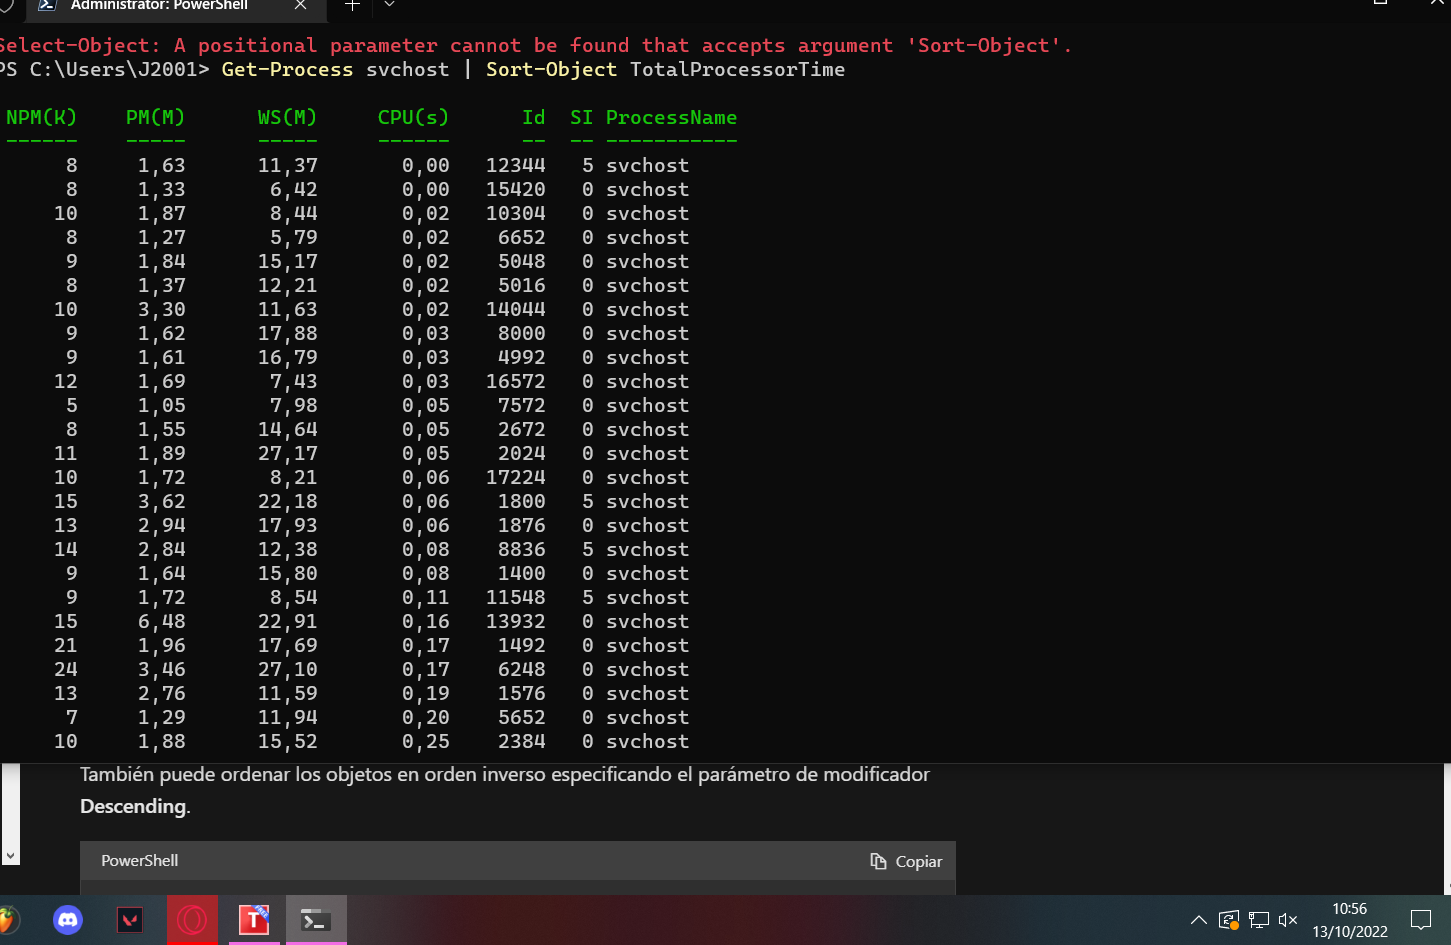 Administrator: PowerShell
Select-Object: A positional parameter cannot be found that accepts argument 'Sort-Object'.
PS C:\Users\J2001> Get-Process svchost | Sort-Object TotalProcessorTime
NPM(K) PM(M) WS(M) CPU(s) Id SI ProcessName
------ ----- ----- ------ -- -- -----------
8 1,63 11,37 0,00 12344 5 svchost
8 1,33 6,42 0,00 15420 0 svchost
10 1,87 8,44 0,02 10304 0 svchost
8 1,27 5,79 0,02 6652 0 svchost
9 1,84 15,17 0,02 5048 0 svchost
8 1,37 12,21 0,02 5016 0 svchost
10 3,30 11,63 0,02 14044 0 svchost
9 1,62 17,88 0,03 8000 0 svchost
9 1,61 16,79 0,03 4992 0 svchost
12 1,69 7,43 0,03 16572 0 svchost
5 1,05 7,98 0,05 7572 0 svchost
8 1,55 14,64 0,05 2672 0 svchost
11 1,89 27,17 0,05 2024 0 svchost
10 1,72 8,21 0,06 17224 0 svchost
15 3,62 22,18 0,06 1800 5 svchost
13 2,94 17,93 0,06 1876 0 svchost
14 2,84 12,38 0,08 8836 5 svchost
9 1,64 15,80 0,08 1400 0 svchost
9 1,72 8,54 0,11 11548 5 svchost
15 6,48 22,91 0,16 13932 0 svchost
21 1,96 17,69 0,17 1492 0 svchost
24 3,46 27,10 0,17 6248 0 svchost
13 2,76 11,59 0,19 1576 0 svchost
7 1,29 11,94 0,20 5652 0 svchost
10 1,88 15,52 0,25 2384 0 svchost
También puede ordenar los objetos en orden inverso especificando el parámetro de modificador
Descending.
PowerShell
Copiar
T FREE
10:56
13/10/2022